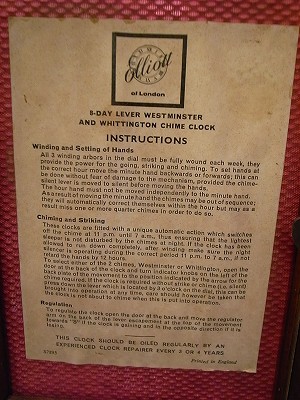 Elliott
of London
8-DAY LEVER WESTMINSTER
AND WHITTINGTON CHIME CLOCK
INSTRUCTIONS
Winding and Setting of Hands
All 3 winding arbors in the dial must be fully wound each week, they
provide the power for the going, striking and chiming. To set hands at
the correct hour move the minute hand backwards or forwards; this can
be done without fear of damage to the mechanism, provided the chime-
silent lever is moved to silent before moving the hands.
The hour hand must not be moved independently to the minute hand.
As a result of moving the minute hand the chimes may be out of sequence;
they will automatically correct themselves within the hour but may as a
result miss one or more quarter chimes in order to do so.
Chiming and Striking
These clocks are fitted with a unique automatic action which switches
off the chime at 11 p.m. until 7 a.m., thus ensuring that the lightest
sleeper is not disturbed by the chimes at night. If the clock has been
allowed to run down completely, after winding make sure the night
silencer is operating during the correct period 11 p.m. to 7 a.m., if not
retard the hands by 12 hours.
To select either of the 2 chimes, Westminster or Whittington, open the
door at the back of the clock and turn indicator knob on the left of the
back plate of the movement to the position indicated by the arrow for the
chime required. If the clock is required without strike or chime (i.e. silent)
press down the lever which is located by 3 o'clock on the dial, this can be
brought into operation at any time, care should however be taken that
the clock is not about to chime when this is put into operation.
Regulation
To regulate the clock open the door at the back and move the regulator
arm on the back of the lever escapement at the top of the movement
towards "S" if the clock is gaining and in the opposite direction if it is
losing.
THIS CLOCK SHOULD BE OILED REGULARLY BY AN
EXPERIENCED CLOCK REPAIRER EVERY 3 OR 4 YEARS
Printed in England